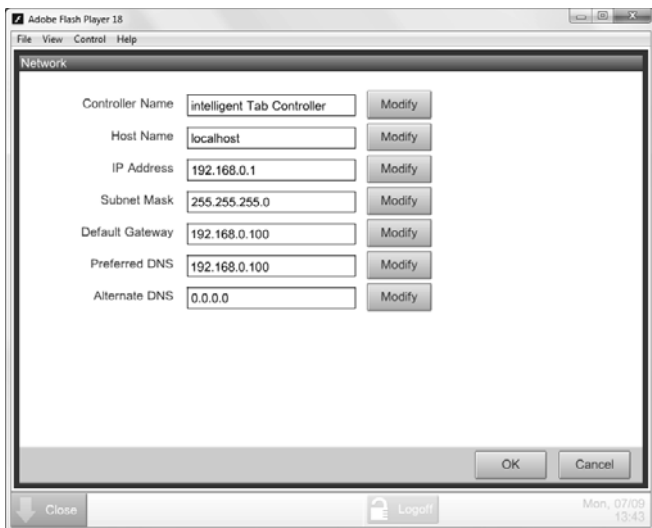 Adobe Flash Player 18
File View Control Help
Network
Controller Name intelligent Tab Controller Modify
Host Name localhost Modify
IP Address 192.168.0.1 Modify
Subnet Mask 255.255.255.0 Modify
Default Gateway 192.168.0.100 Modify
Preferred DNS 192.168.0.100 Modify
Alternate DNS 0.0.0.0 Modify
OK Cancel
Close Logoff Mon, 07/09
13:43